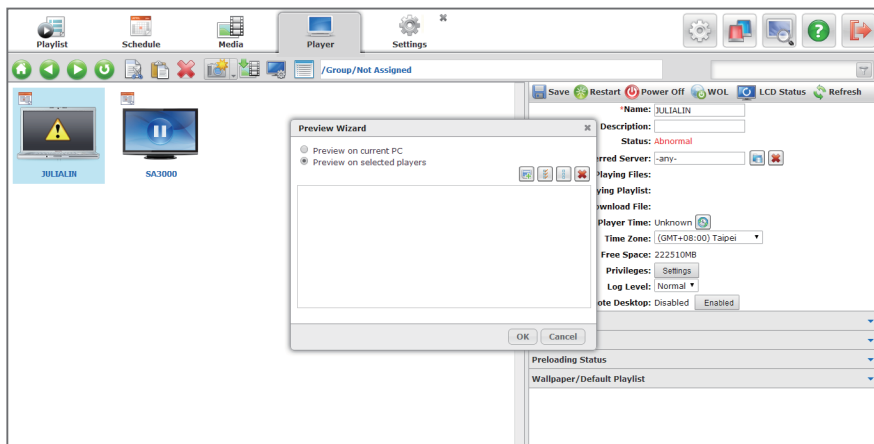 Playlist
Schedule
Media
Player
Settings
/Group/Not Assigned
JULIALIN
SA3000
Preview Wizard
Preview on current PC
Preview on selected players
OK
Cancel
Save
Restart
Power Off
WOL
LCD Status
Refresh
*Name: JULIALIN
Description:
Status: Abnormal
erred Server: -any-
Playing Files:
ying Playlist:
ownload File:
Player Time: Unknown
Time Zone: (GMT+08:00) Taipei
Free Space: 222510MB
Privileges: Settings
Log Level: Normal
ote Desktop: Disabled Enabled
Preloading Status
Wallpaper/Default Playlist